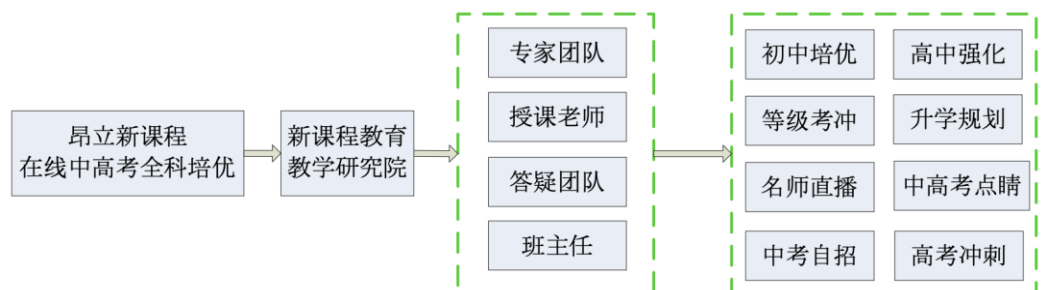 昂立新课程
在线中高考全科培优
新课程教育
教学研究院
专家团队
授课老师
答疑团队
班主任
初中培优
高中强化
等级考冲
升学规划
名师直播
中高考点睛
中考自招
高考冲刺